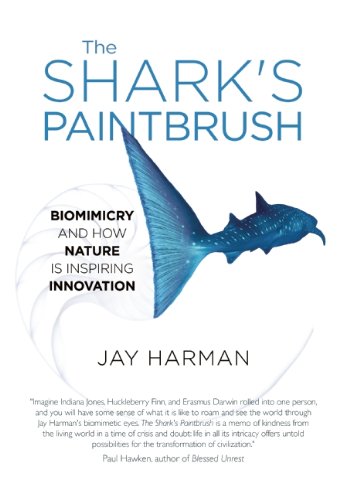 The
SHARK'S
PAINTBRUSH
BIOMIMICRY
AND HOW
NATURE
IS INSPIRING
INNOVATION
JAY HARMAN
"Imagine Indiana Jones, Huckleberry Finn, and Erasmus Darwin rolled into one person,
and you will have some sense of what it is like to roam and see the world through
Jay Harman's biomimetic eyes. The Shark's Paintbrush is a memo of kindness from
the living world in a time of crisis and doubt: life in all its intricacy offers untold
possibilities for the transformation of civilization."
Paul Hawken, author of Blessed Unrest